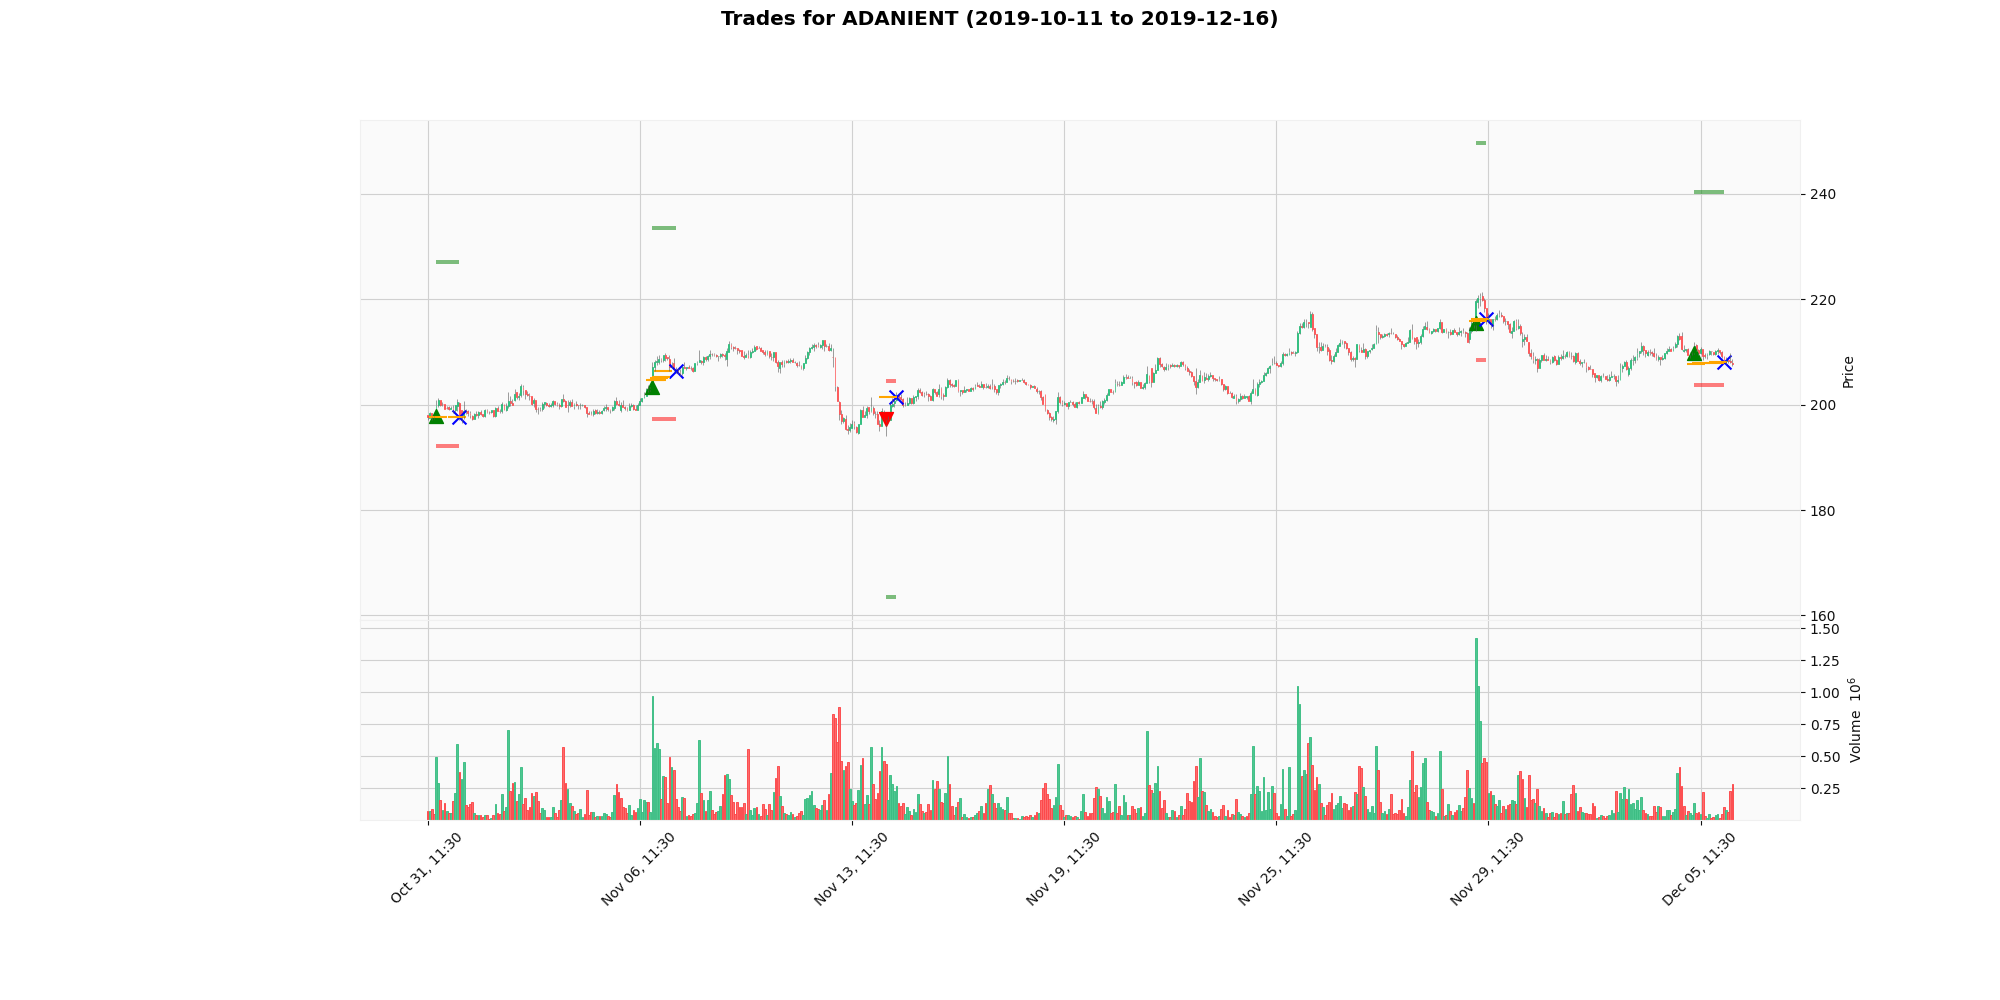 Trades for ADANIENT (2019-10-11 to 2019-12-16)
240
220
200
180
160
Price
1.50
1.25
1.00
0.75
0.50
0.25
Volume 10⁶
Oct 31, 11:30
Nov 06, 11:30
Nov 13, 11:30
Nov 19, 11:30
Nov 25, 11:30
Nov 29, 11:30
Dec 05, 11:30